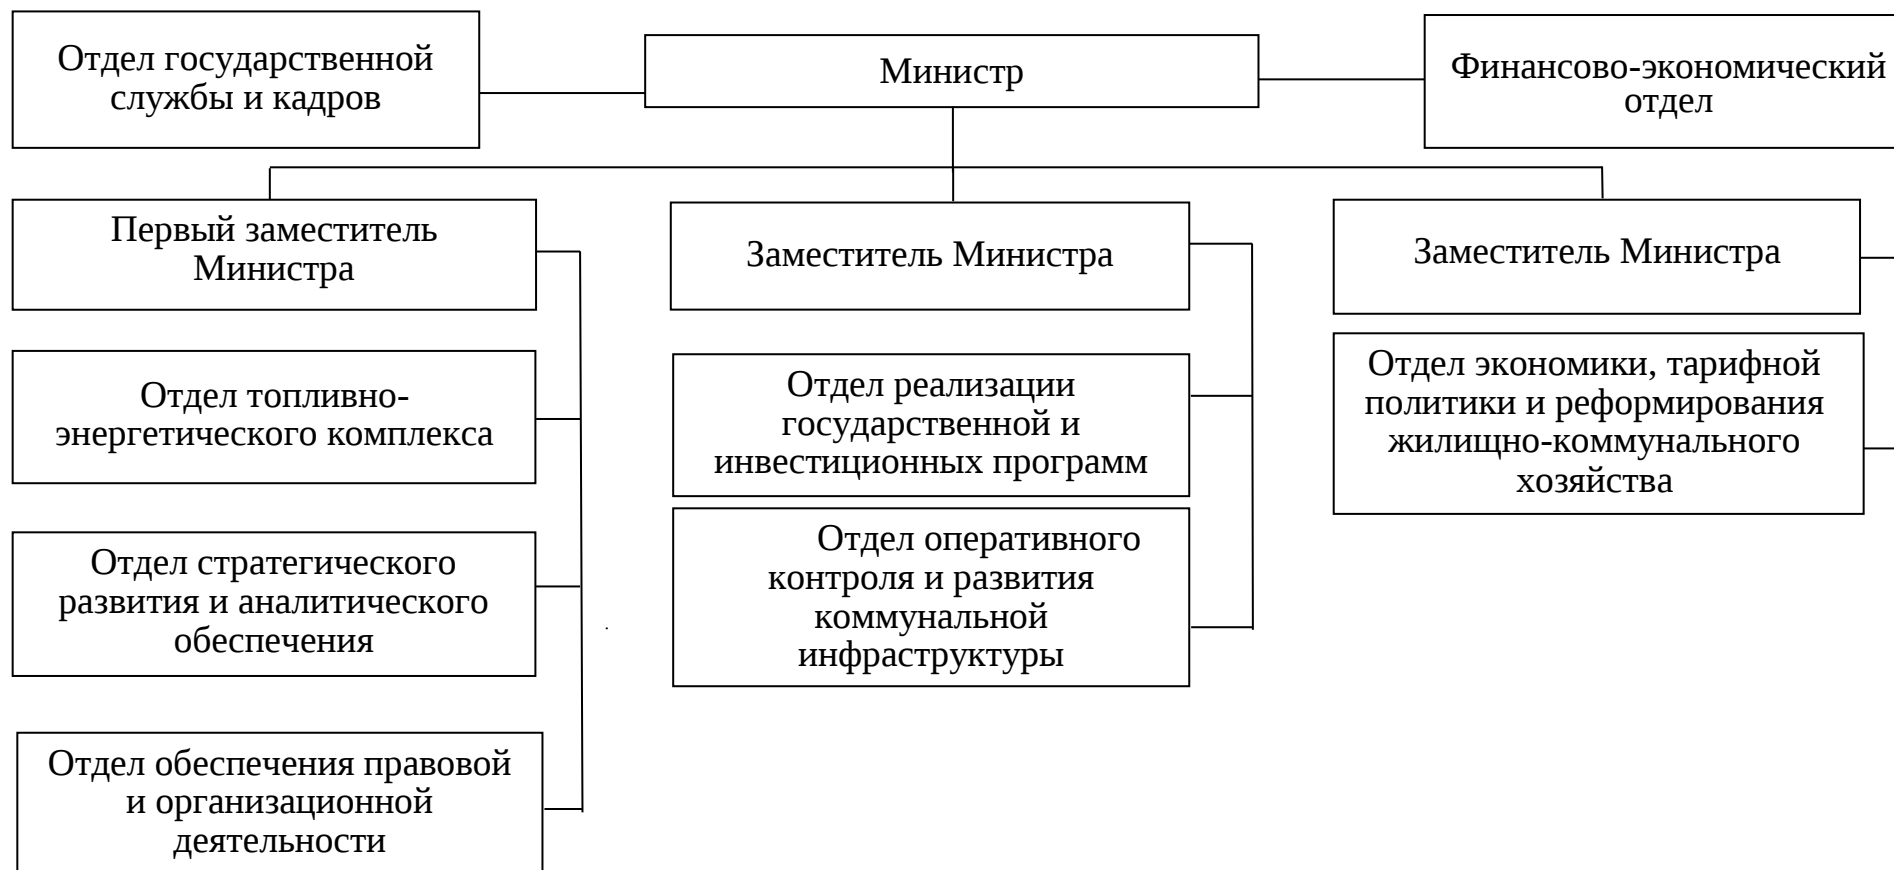 Отдел государственной
службы и кадров
Министр
Финансово-экономический
отдел
Первый заместитель
Министра
Заместитель Министра
Заместитель Министра
Отдел топливно-
энергетического комплекса
Отдел реализации
государственной и
инвестиционных программ
Отдел экономики, тарифной
политики и реформирования
жилищно-коммунального
хозяйства
Отдел стратегического
развития и аналитического
обеспечения
Отдел оперативного
контроля и развития
коммунальной
инфраструктуры
Отдел обеспечения правовой
и организационной
деятельности